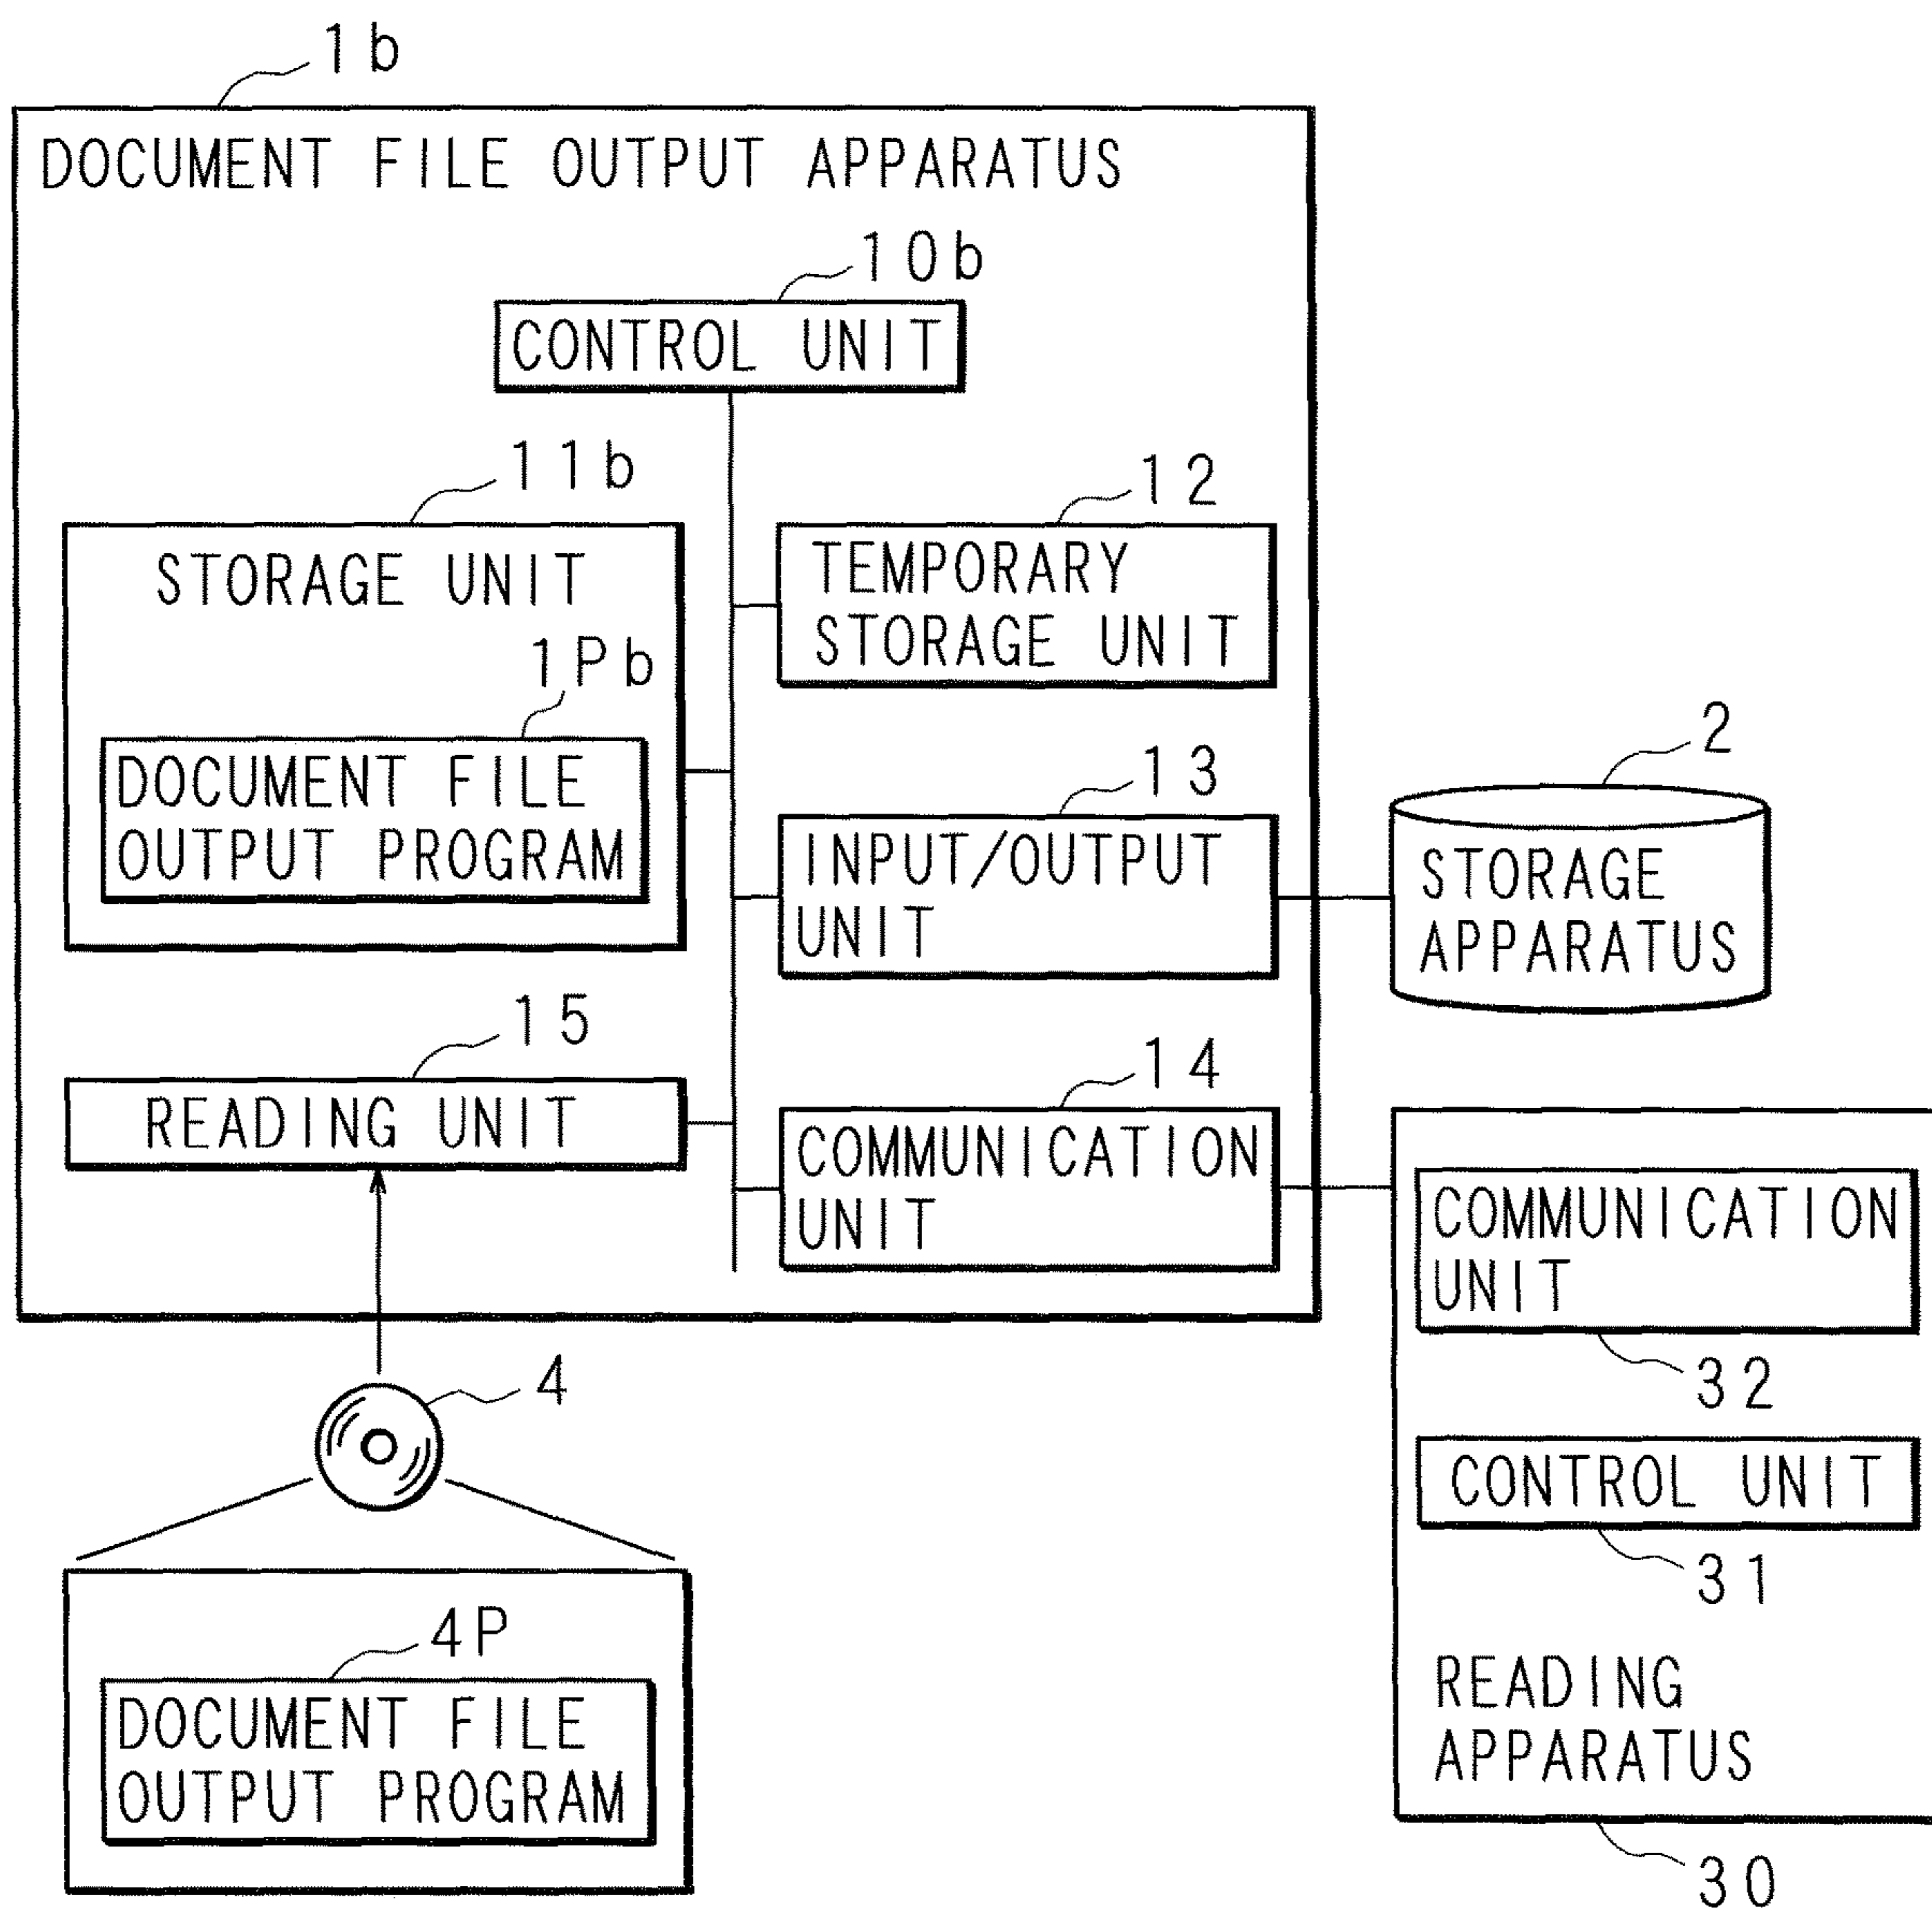 1b
DOCUMENT FILE OUTPUT APPARATUS
10b
CONTROL UNIT
11b
STORAGE UNIT
1Pb
DOCUMENT FILE
OUTPUT PROGRAM
12
TEMPORARY
STORAGE UNIT
13
INPUT/OUTPUT
UNIT
2
STORAGE
APPARATUS
15
READING UNIT
14
COMMUNICATION
UNIT
COMMUNICATION
UNIT
32
CONTROL UNIT
31
READING
APPARATUS
30
4
4P
DOCUMENT FILE
OUTPUT PROGRAM